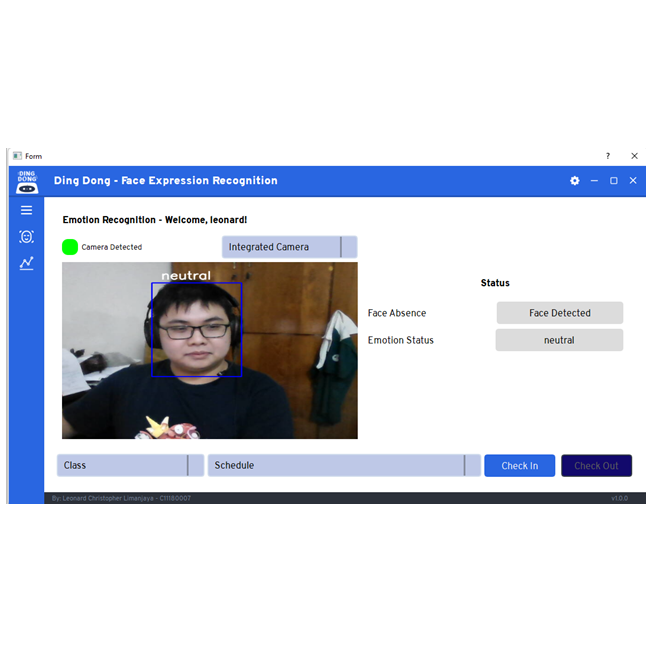 Form
?
DING
DONG
Ding Dong - Face Expression Recognition
Emotion Recognition - Welcome, leonard!
Camera Detected
Integrated Camera
neutral
Status
Face Absence
Face Detected
Emotion Status
neutral
Class
Schedule
Check In
Check Out
By: Leonard Christopher Limanjaya - C11180007
v1.0.0